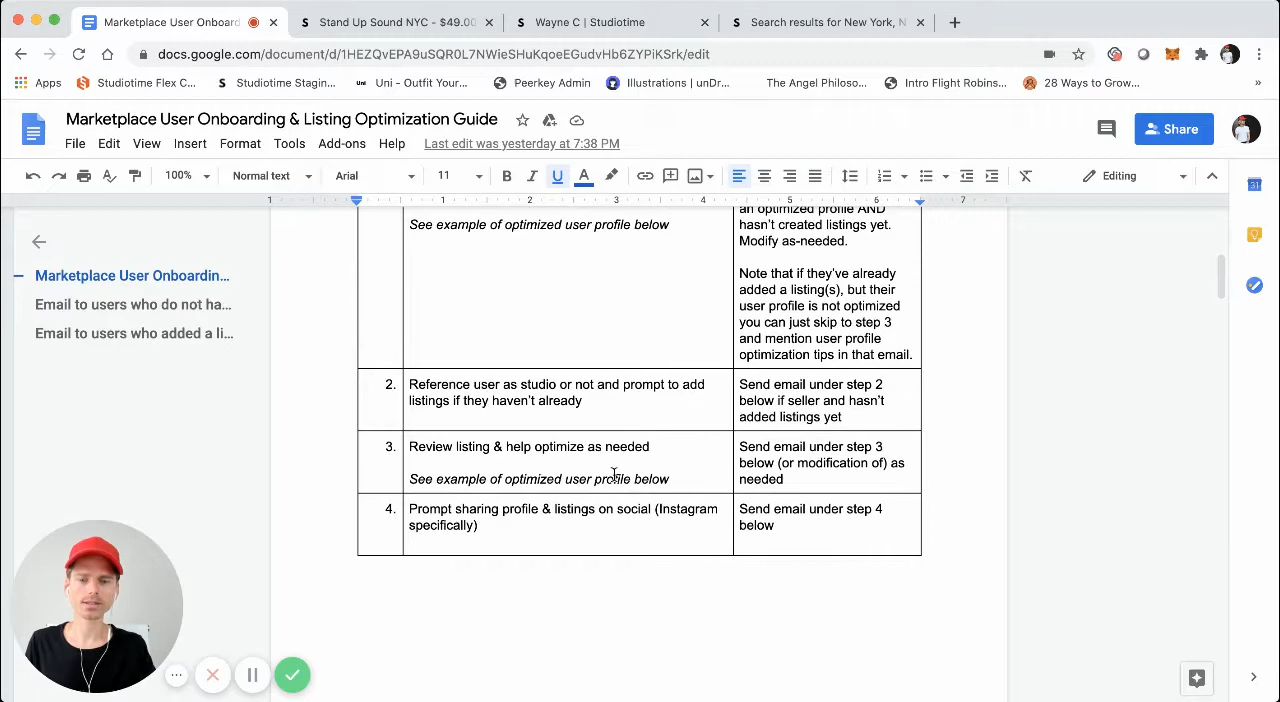 Marketplace User Onboard
Stand Up Sound NYC - $49.00
Wayne C | Studiotime
Search results for New York, N
docs.google.com/document/d/1HEZQvEPA9uSQR0L7NWieSHuKqoeEGudvHb6ZYPiKSrk/edit
Apps
Studiotime Flex C...
Studiotime Stagin...
Uni - Outfit Your...
Peerkey Admin
Illustrations | unDr...
The Angel Philoso...
Intro Flight Robins...
28 Ways to Grow...
»
Marketplace User Onboarding & Listing Optimization Guide
Share
File Edit View Insert Format Tools Add-ons Help Last edit was yesterday at 7:38 PM
100% Normal text Arial 11 B I U A Editing
1 1 2 3 4 5 6 7
Marketplace User Onboardin...
Email to users who do not ha...
Email to users who added a li...
See example of optimized user profile below
an optimized profile AND
hasn't created listings yet.
Modify as-needed.
Note that if they've already
added a listing(s), but their
user profile is not optimized
you can just skip to step 3
and mention user profile
optimization tips in that email.
2.
Reference user as studio or not and prompt to add
listings if they haven't already
Send email under step 2
below if seller and hasn't
added listings yet
3.
Review listing & help optimize as needed
See example of optimized user profile below
Send email under step 3
below (or modification of) as
needed
4.
Prompt sharing profile & listings on social (Instagram
specifically)
Send email under step 4
below